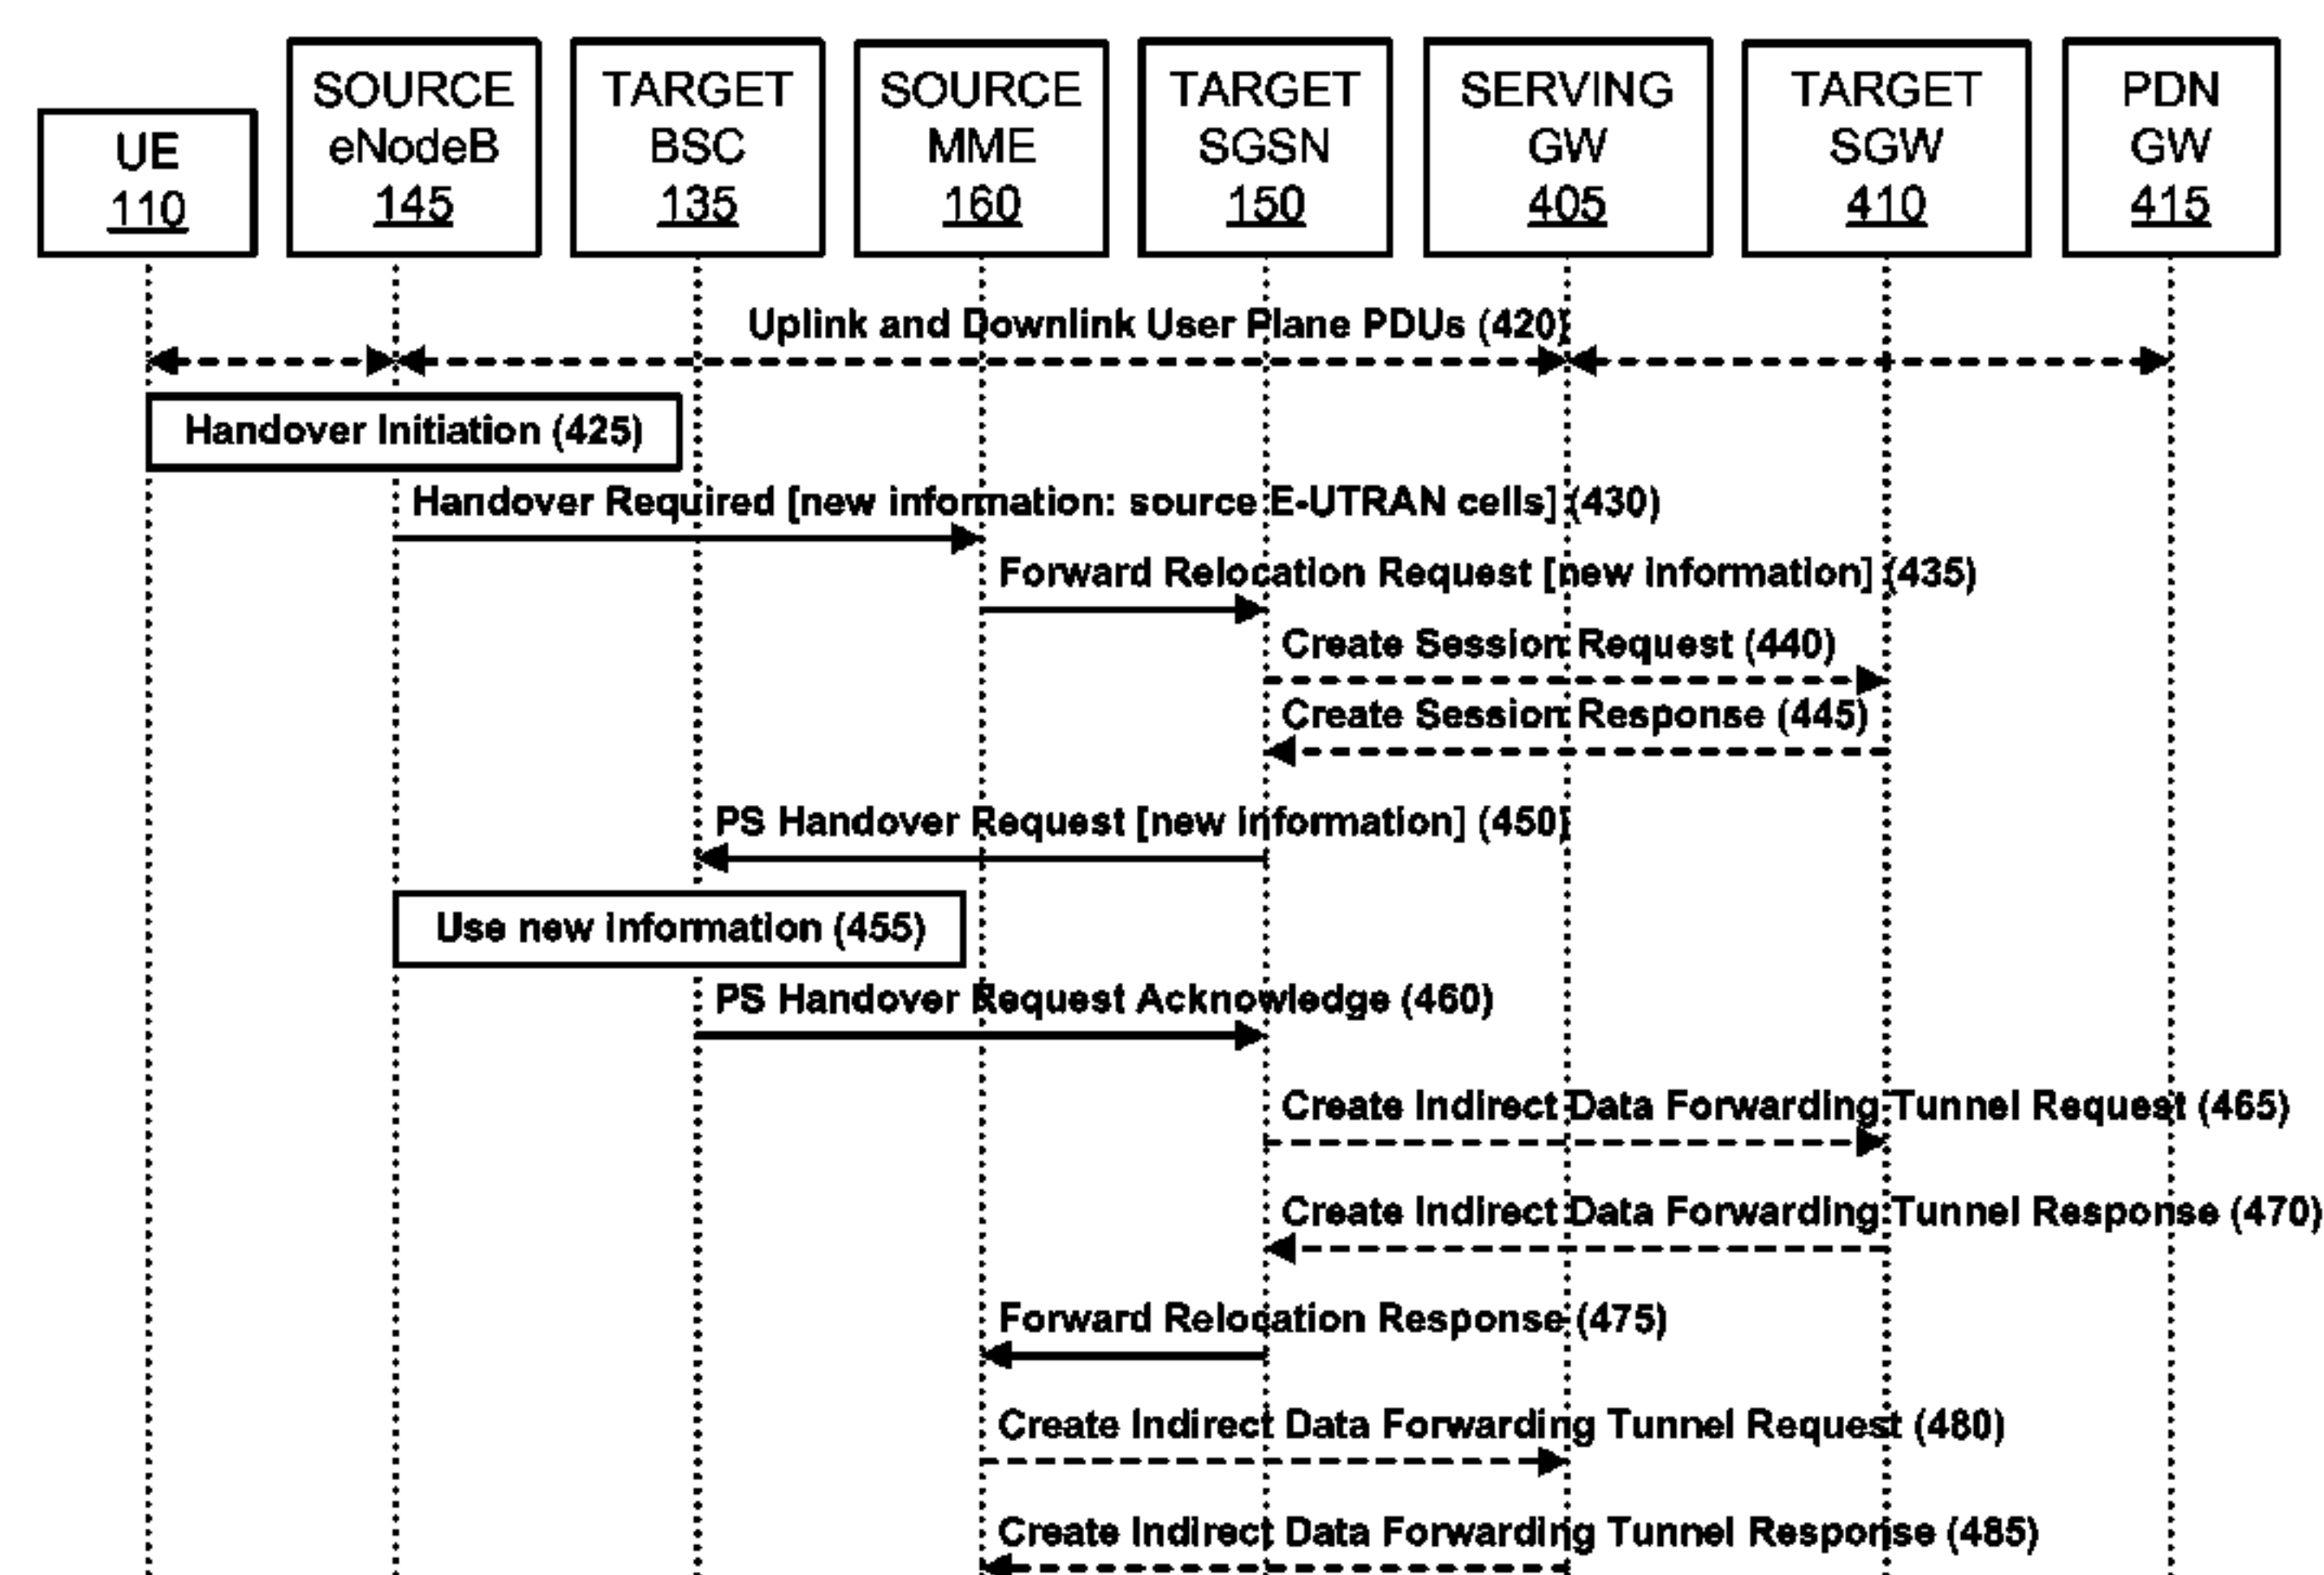 UE
110
SOURCE
eNodeB
145
TARGET
BSC
135
SOURCE
MME
160
TARGET
SGSN
150
SERVING
GW
405
TARGET
SGW
410
PDN
GW
415
Uplink and Downlink User Plane PDUs (420)
Handover Initiation (425)
Handover Required [new information: source E-UTRAN cells] (430)
Forward Relocation Request [new information] (435)
Create Session Request (440)
Create Session Response (445)
PS Handover Request [new information] (450)
Use new information (455)
PS Handover Request Acknowledge (460)
Create Indirect Data Forwarding Tunnel Request (465)
Create Indirect Data Forwarding Tunnel Response (470)
Forward Relocation Response (475)
Create Indirect Data Forwarding Tunnel Request (480)
Create Indirect Data Forwarding Tunnel Response (485)